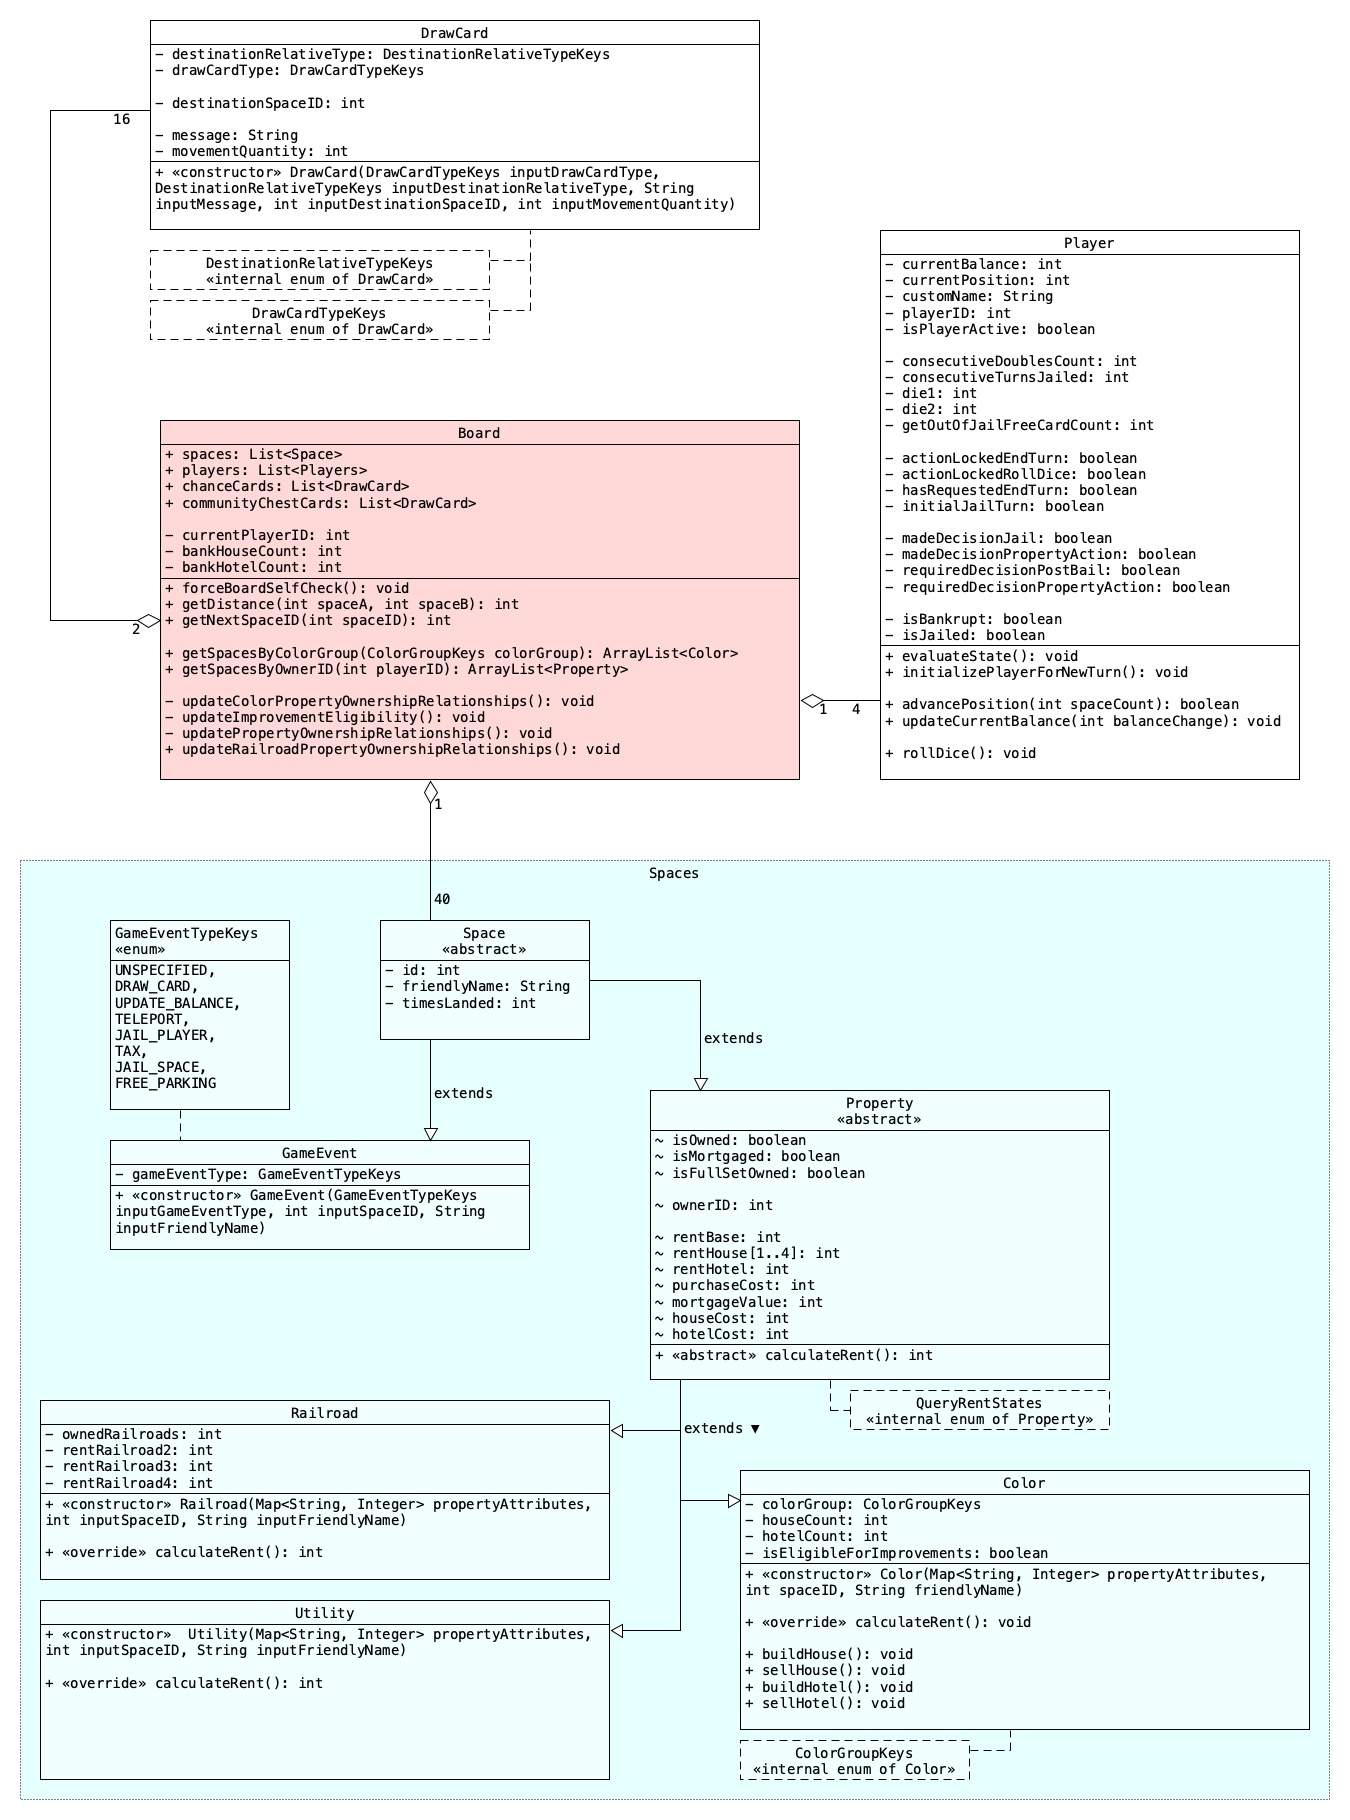 DrawCard
− destinationRelativeType: DestinationRelativeTypeKeys
− drawCardType: DrawCardTypeKeys
− destinationSpaceID: int
− message: String
− movementQuantity: int
+ «constructor» DrawCard(DrawCardTypeKeys inputDrawCardType,
DestinationRelativeTypeKeys inputDestinationRelativeType, String
inputMessage, int inputDestinationSpaceID, int inputMovementQuantity)
16
DestinationRelativeTypeKeys
«internal enum of DrawCard»
DrawCardTypeKeys
«internal enum of DrawCard»
Player
− currentBalance: int
− currentPosition: int
− customName: String
− playerID: int
− isPlayerActive: boolean
− consecutiveDoublesCount: int
− consecutiveTurnsJailed: int
− die1: int
− die2: int
− getOutOfJailFreeCardCount: int
− actionLockedEndTurn: boolean
− actionLockedRollDice: boolean
− hasRequestedEndTurn: boolean
− initialJailTurn: boolean
− madeDecisionJail: boolean
− madeDecisionPropertyAction: boolean
− requiredDecisionPostBail: boolean
− requiredDecisionPropertyAction: boolean
− isBankrupt: boolean
− isJailed: boolean
+ evaluateState(): void
+ initializePlayerForNewTurn(): void
+ advancePosition(int spaceCount): boolean
+ updateCurrentBalance(int balanceChange): void
+ rollDice(): void
Board
+ spaces: List<Space>
+ players: List<Players>
+ chanceCards: List<DrawCard>
+ communityChestCards: List<DrawCard>
− currentPlayerID: int
− bankHouseCount: int
− bankHotelCount: int
+ forceBoardSelfCheck(): void
+ getDistance(int spaceA, int spaceB): int
+ getNextSpaceID(int spaceID): int
+ getSpacesByColorGroup(ColorGroupKeys colorGroup): ArrayList<Color>
+ getSpacesByOwnerID(int playerID): ArrayList<Property>
− updateColorPropertyOwnershipRelationships(): void
− updateImprovementEligibility(): void
− updatePropertyOwnershipRelationships(): void
+ updateRailroadPropertyOwnershipRelationships(): void
2
1 4
1
Spaces
40
GameEventTypeKeys
«enum»
UNSPECIFIED,
DRAW_CARD,
UPDATE_BALANCE,
TELEPORT,
JAIL_PLAYER,
TAX,
JAIL_SPACE,
FREE_PARKING
Space
«abstract»
− id: int
− friendlyName: String
− timesLanded: int
extends
extends
GameEvent
− gameEventType: GameEventTypeKeys
+ «constructor» GameEvent(GameEventTypeKeys
inputGameEventType, int inputSpaceID, String
inputFriendlyName)
Property
«abstract»
~ isOwned: boolean
~ isMortgaged: boolean
~ isFullSetOwned: boolean
~ ownerID: int
~ rentBase: int
~ rentHouse[1..4]: int
~ rentHotel: int
~ purchaseCost: int
~ mortgageValue: int
~ houseCost: int
~ hotelCost: int
+ «abstract» calculateRent(): int
QueryRentStates
«internal enum of Property»
extends ▼
Railroad
− ownedRailroads: int
− rentRailroad2: int
− rentRailroad3: int
− rentRailroad4: int
+ «constructor» Railroad(Map<String, Integer> propertyAttributes,
int inputSpaceID, String inputFriendlyName)
+ «override» calculateRent(): int
Utility
+ «constructor»  Utility(Map<String, Integer> propertyAttributes,
int inputSpaceID, String inputFriendlyName)
+ «override» calculateRent(): int
Color
− colorGroup: ColorGroupKeys
− houseCount: int
− hotelCount: int
− isEligibleForImprovements: boolean
+ «constructor» Color(Map<String, Integer> propertyAttributes,
int spaceID, String friendlyName)
+ «override» calculateRent(): void
+ buildHouse(): void
+ sellHouse(): void
+ buildHotel(): void
+ sellHotel(): void
ColorGroupKeys
«internal enum of Color»